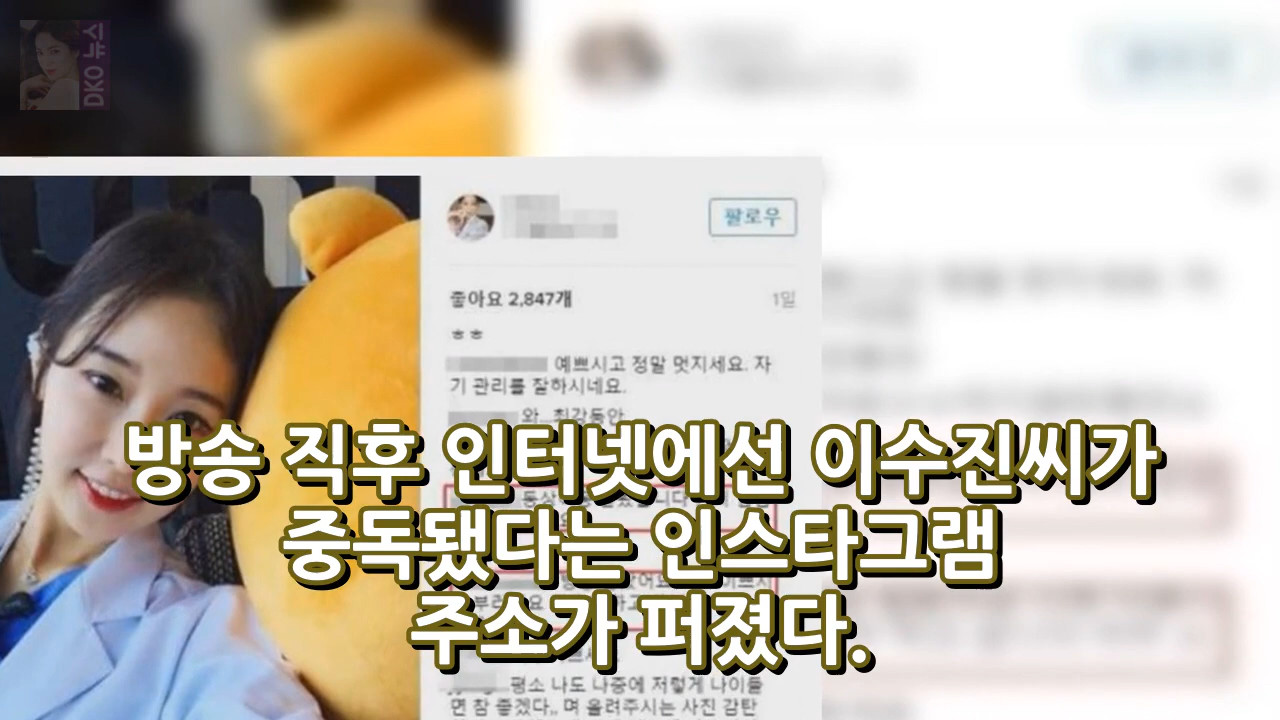 DKO 뉴스
팔로우
좋아요 2,847개
1일
ㅎㅎ
예쁘시고 정말 멋지세요. 자
기 관리를 잘하시네요.
와...최강동안
방송 직후 인터넷에선 이수진씨가
중독됐다는 인스타그램
주소가 퍼졌다.
평소 나도 나중에 저렇게 나이들
면 참 좋겠다,, 며 올려주시는 사진 감탄